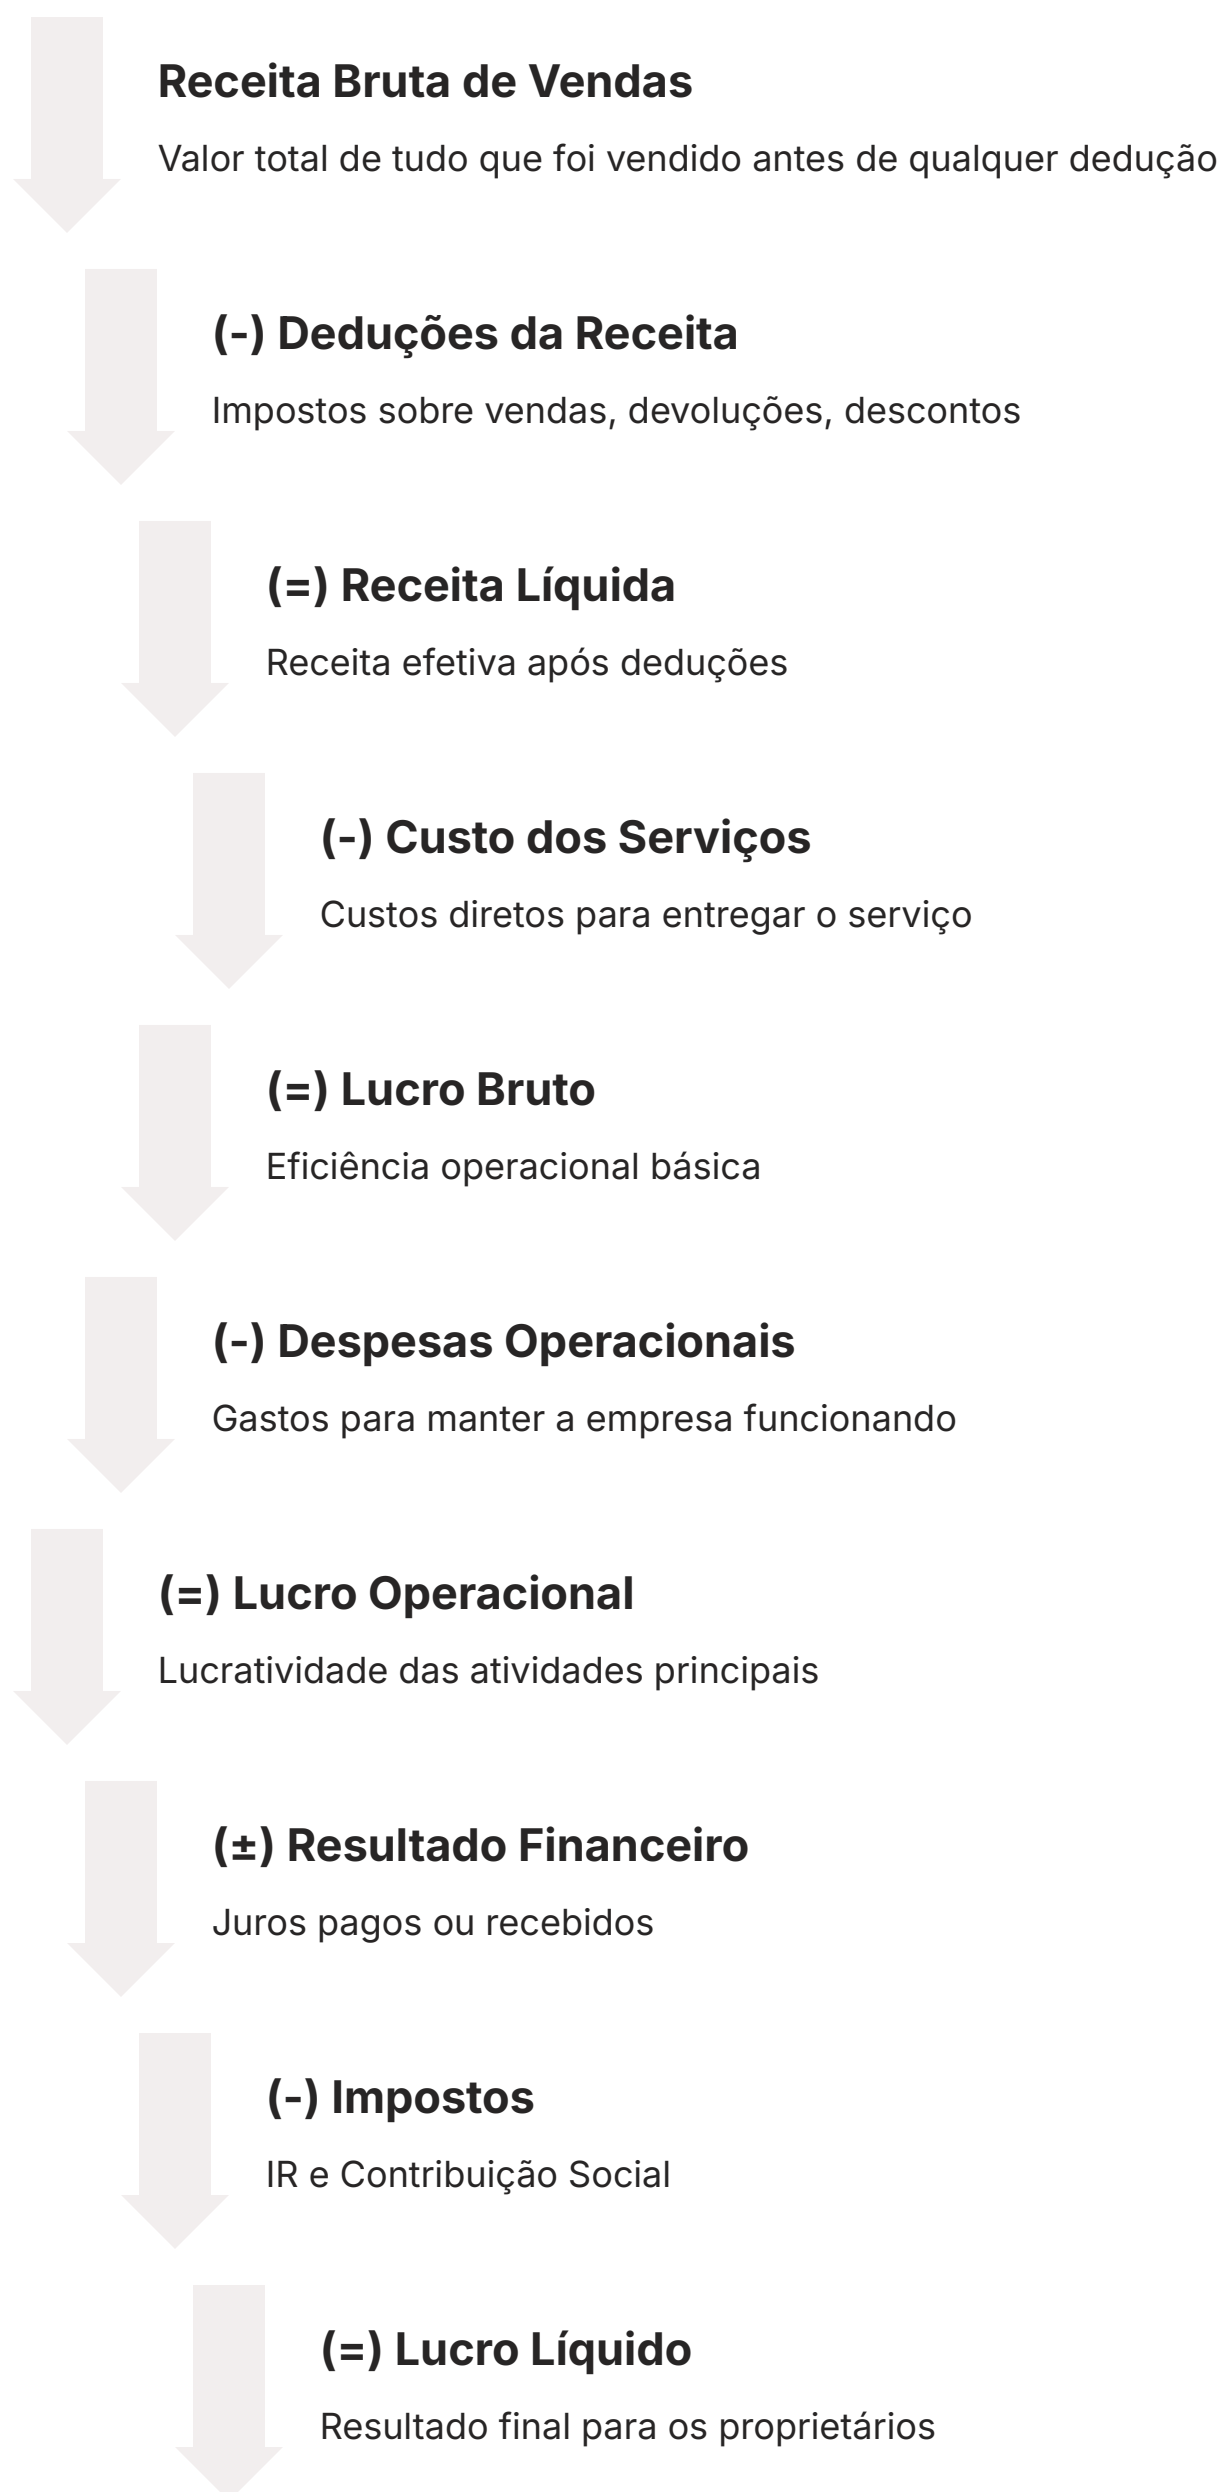 Receita Bruta de Vendas
Valor total de tudo que foi vendido antes de qualquer dedução
(-) Deduções da Receita
Impostos sobre vendas, devoluções, descontos
(=) Receita Líquida
Receita efetiva após deduções
(-) Custo dos Serviços
Custos diretos para entregar o serviço
(=) Lucro Bruto
Eficiência operacional básica
(-) Despesas Operacionais
Gastos para manter a empresa funcionando
(=) Lucro Operacional
Lucratividade das atividades principais
(±) Resultado Financeiro
Juros pagos ou recebidos
(-) Impostos
IR e Contribuição Social
(=) Lucro Líquido
Resultado final para os proprietários